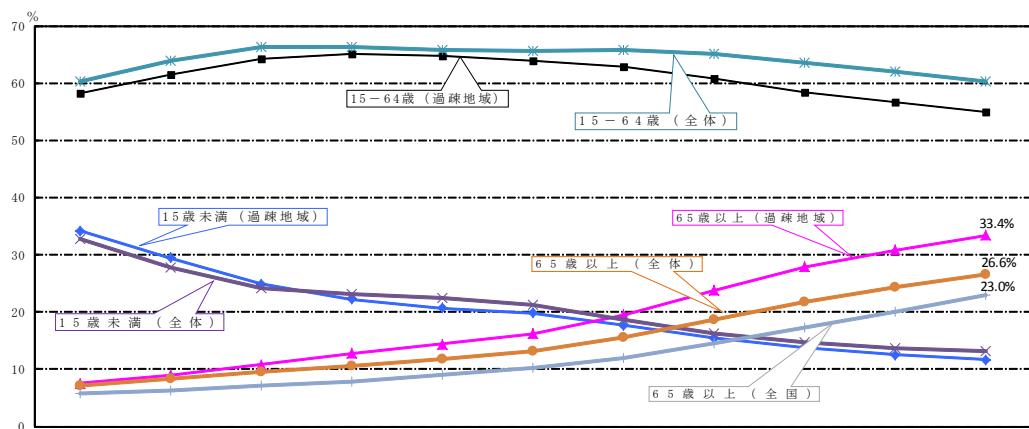 %
70
60
15－64歳（過疎地域）
15－64歳（全体）
50
40
15歳未満（過疎地域）
65歳以上（過疎地域）
33.4%
30
65歳以上（全体）
26.6%
23.0%
20
15歳未満（全体）
10
65歳以上（全国）
0